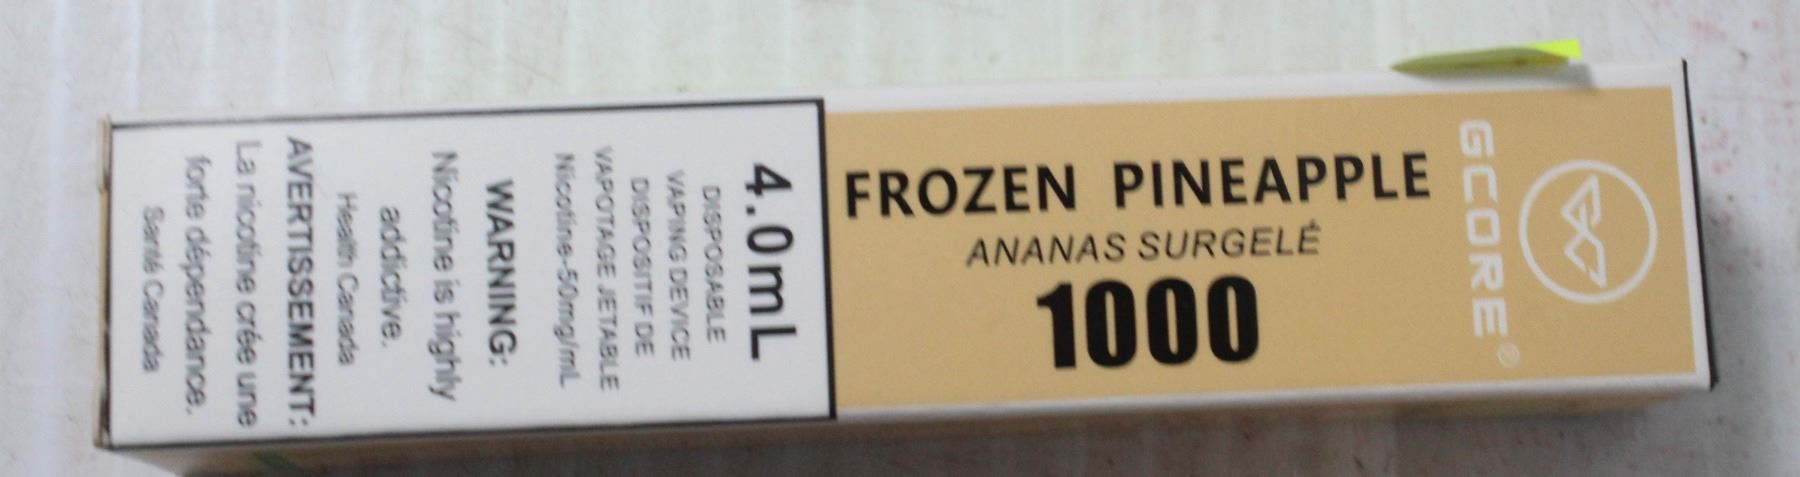 GCORE®
FROZEN PINEAPPLE
ANANAS SURGELÉ
1000
4.0mL
DISPOSABLE
VAPING DEVICE
DISPOSITIF DE
VAPOTAGE JETABLE
Nicotine-50mg/mL
WARNING:
Nicotine is highly
addictive.
Health Canada
AVERTISSEMENT:
La nicotine crée une
forte dépendance.
Santé Canada